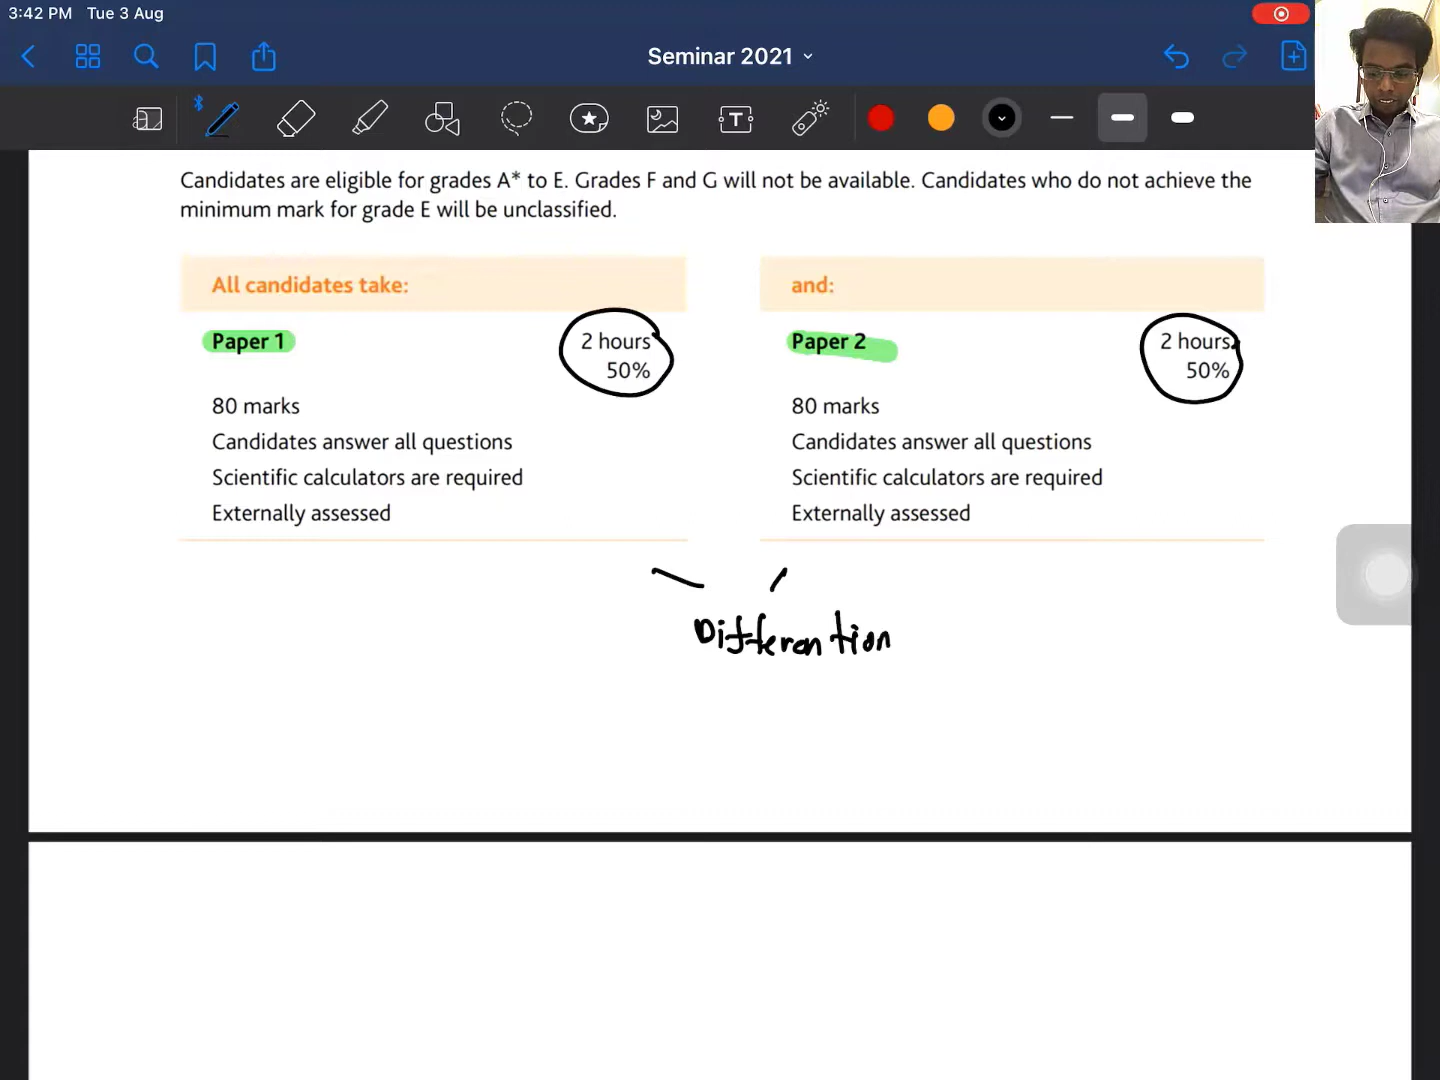 3:42 PM Tue 3 Aug
Seminar 2021
T
Candidates are eligible for grades A* to E. Grades F and G will not be available. Candidates who do not achieve the
minimum mark for grade E will be unclassified.
All candidates take:
Paper 1
2 hours
50%
80 marks
Candidates answer all questions
Scientific calculators are required
Externally assessed
and:
Paper 2
2 hours
50%
80 marks
Candidates answer all questions
Scientific calculators are required
Externally assessed
Differention